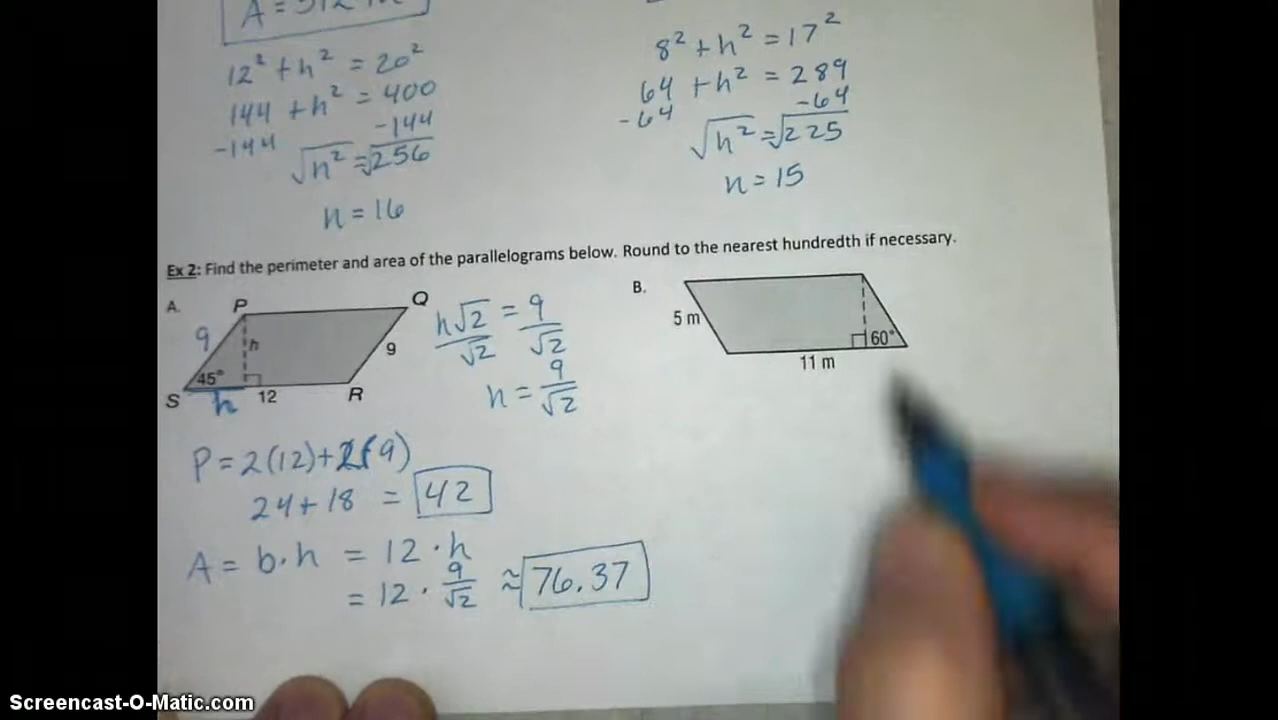 12² + h² = 20²
144 + h² = 400
-144 -144
√h² = √256
h = 16
8² + h² = 17²
64 + h² = 289
-64 -64
√h² = √225
h = 15
Ex 2: Find the perimeter and area of the parallelograms below. Round to the nearest hundredth if necessary.
A.
P
Q
9
h
9
45°
S
h
12
R
h√2 = 9
√2 √2
h = 9/√2
P = 2(12) + 2(9)
24 + 18 = 42
A = b·h = 12·h
= 12 · 9/√2 ≈ 76.37
B.
5 m
60°
11 m
Screencast-O-Matic.com